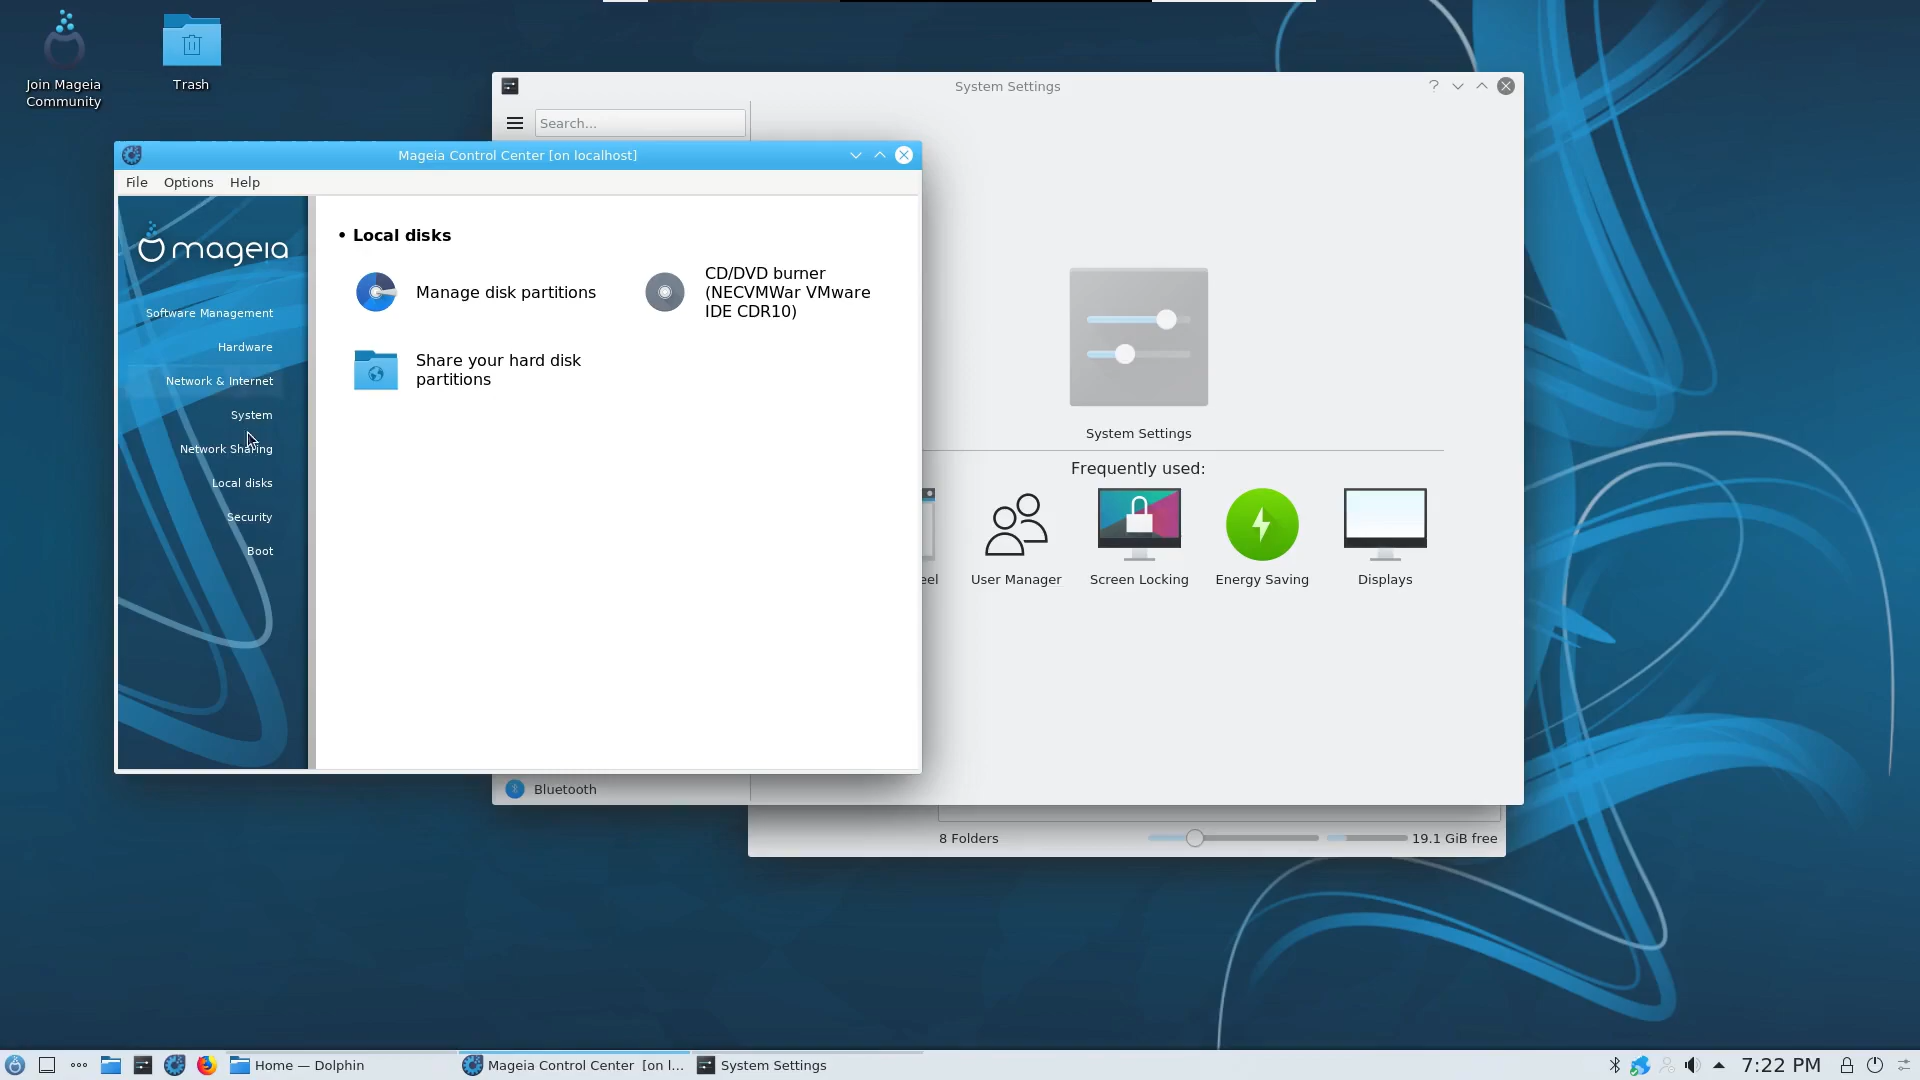 Join Mageia
Community
Trash
System Settings
?
Search...
Mageia Control Center [on localhost]
File Options Help
mageia
Software Management
Hardware
Network & Internet
System
Network Sharing
Local disks
Security
Boot
• Local disks
Manage disk partitions
CD/DVD burner
(NECVMWar VMware
IDE CDR10)
Share your hard disk
partitions
System Settings
Frequently used:
eel
User Manager
Screen Locking
Energy Saving
Displays
Bluetooth
8 Folders
19.1 GiB free
Home — Dolphin
Mageia Control Center [on l...
System Settings
7:22 PM